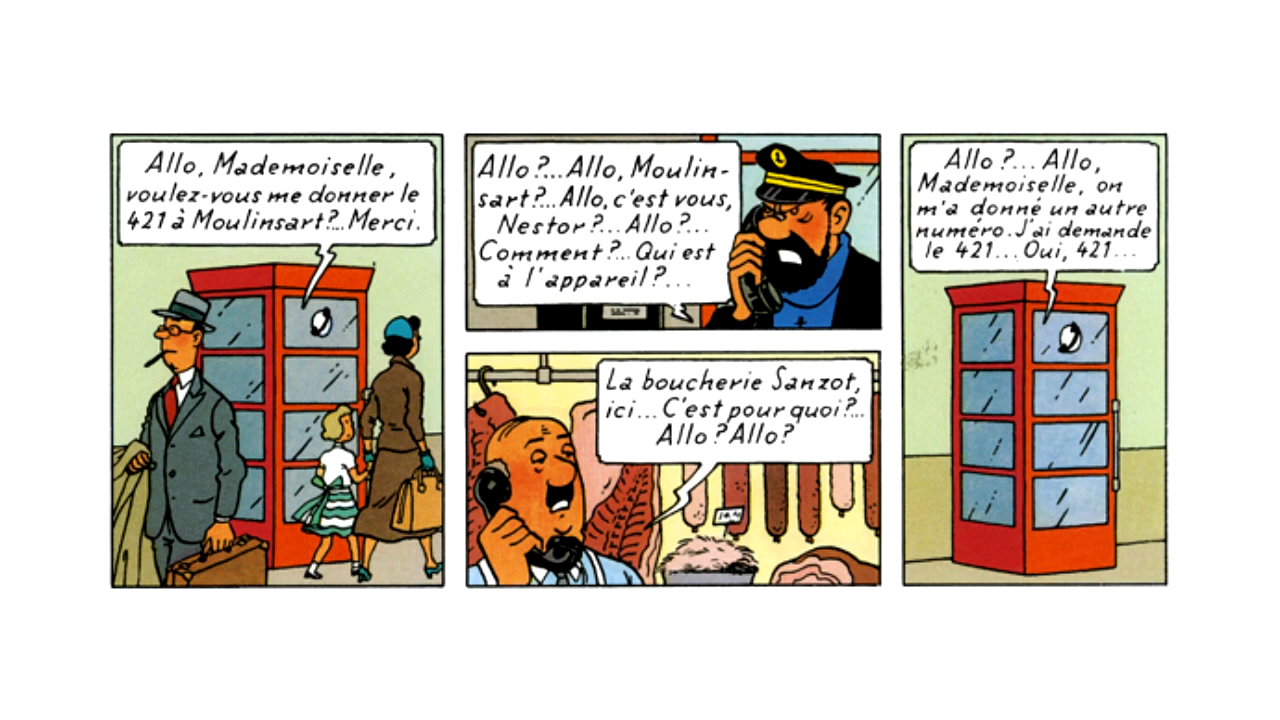 Allo, Mademoiselle,
voulez-vous me donner le
421 à Moulinsart?... Merci.
Allo?... Allo, Moulin-
sart?... Allo, c'est vous,
Nestor?... Allo?...
Comment?... Qui est
à l'appareil?...
La boucherie Sanzot,
ici... C'est pour quoi?...
Allo? Allo?
Allo?... Allo,
Mademoiselle, on
m'a donné un autre
numéro. J'ai demandé
le 421... Oui, 421...